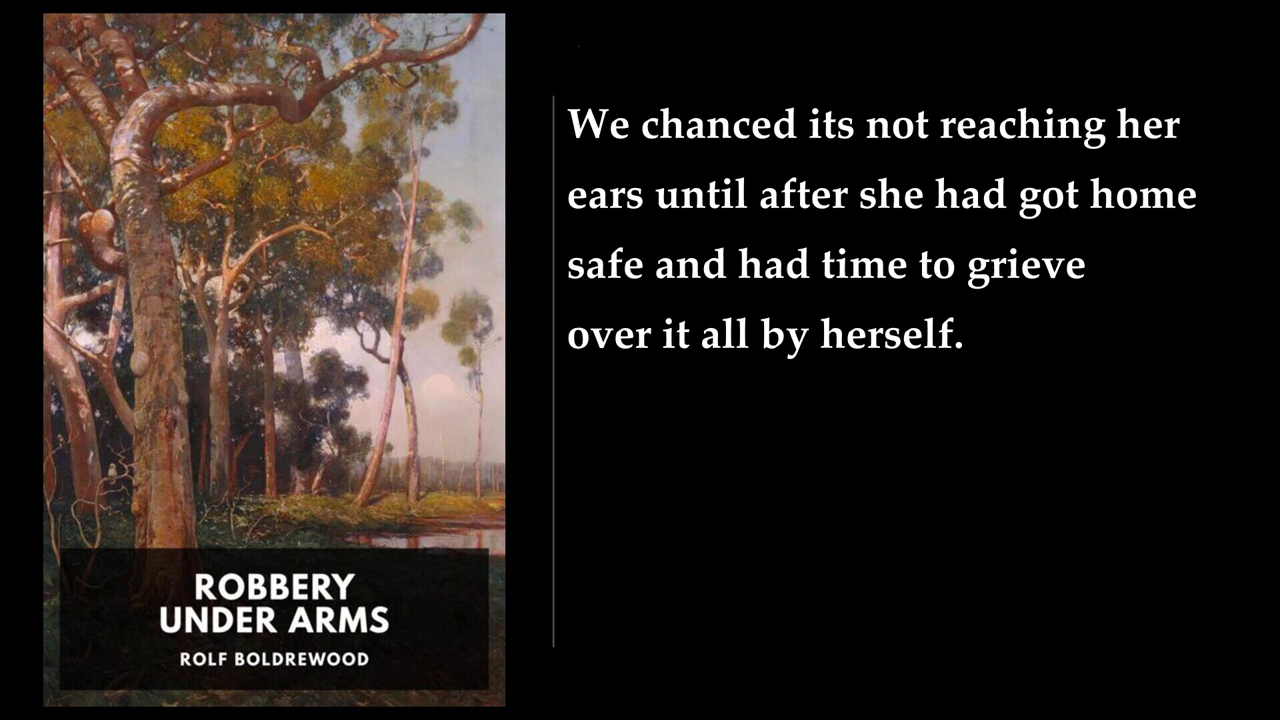 ROBBERY
UNDER ARMS
ROLF BOLDREWOOD
We chanced its not reaching her
ears until after she had got home
safe and had time to grieve
over it all by herself.